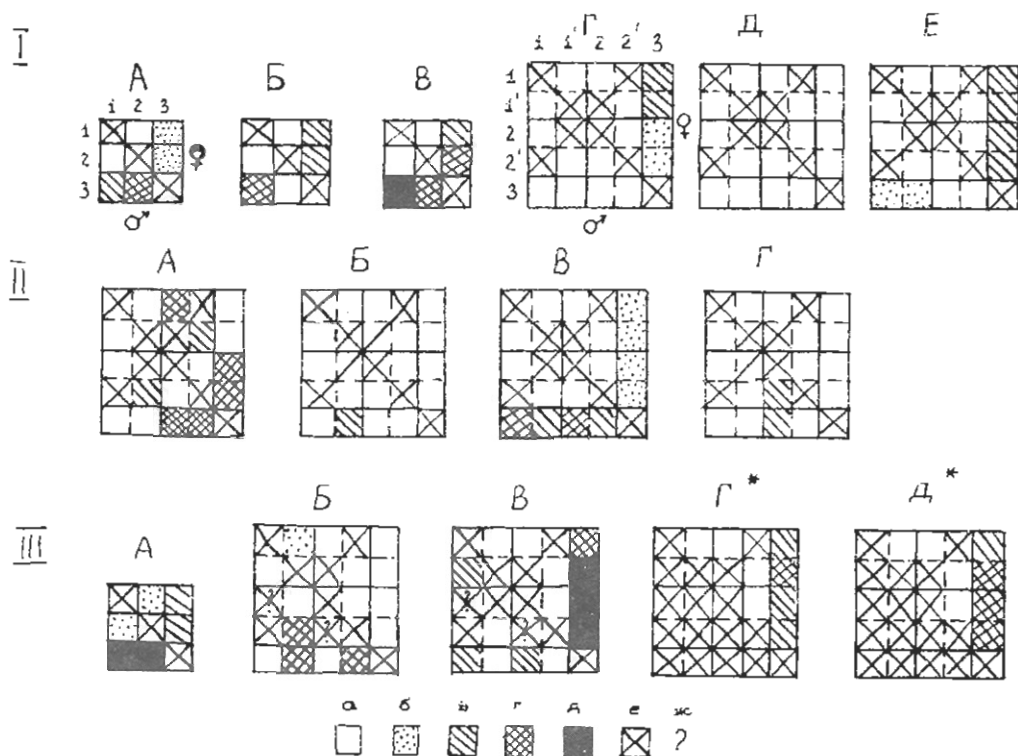 I
А Б В Г Д Е
1 2 3
1
2
3
♀
♂
1 1' 2 2' 3
1
1'
2
2'
3
♀
♂
II
А Б В Г
III
А Б В Г* Д*
?
?
?
а б в г д е ж
?